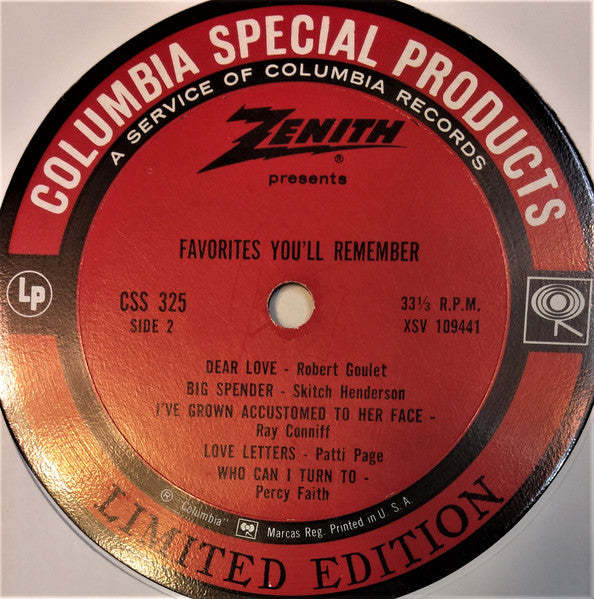 COLUMBIA SPECIAL PRODUCTS
A SERVICE OF COLUMBIA RECORDS
ZENITH ®
presents
FAVORITES YOU'LL REMEMBER
Lp
CSS 325
SIDE 2
33⅓ R.P.M.
XSV 109441
DEAR LOVE - Robert Goulet
BIG SPENDER - Skitch Henderson
I'VE GROWN ACCUSTOMED TO HER FACE -
Ray Conniff
LOVE LETTERS - Patti Page
WHO CAN I TURN TO -
Percy Faith
® "Columbia" Marcas Reg. Printed in U. S. A.
LIMITED EDITION